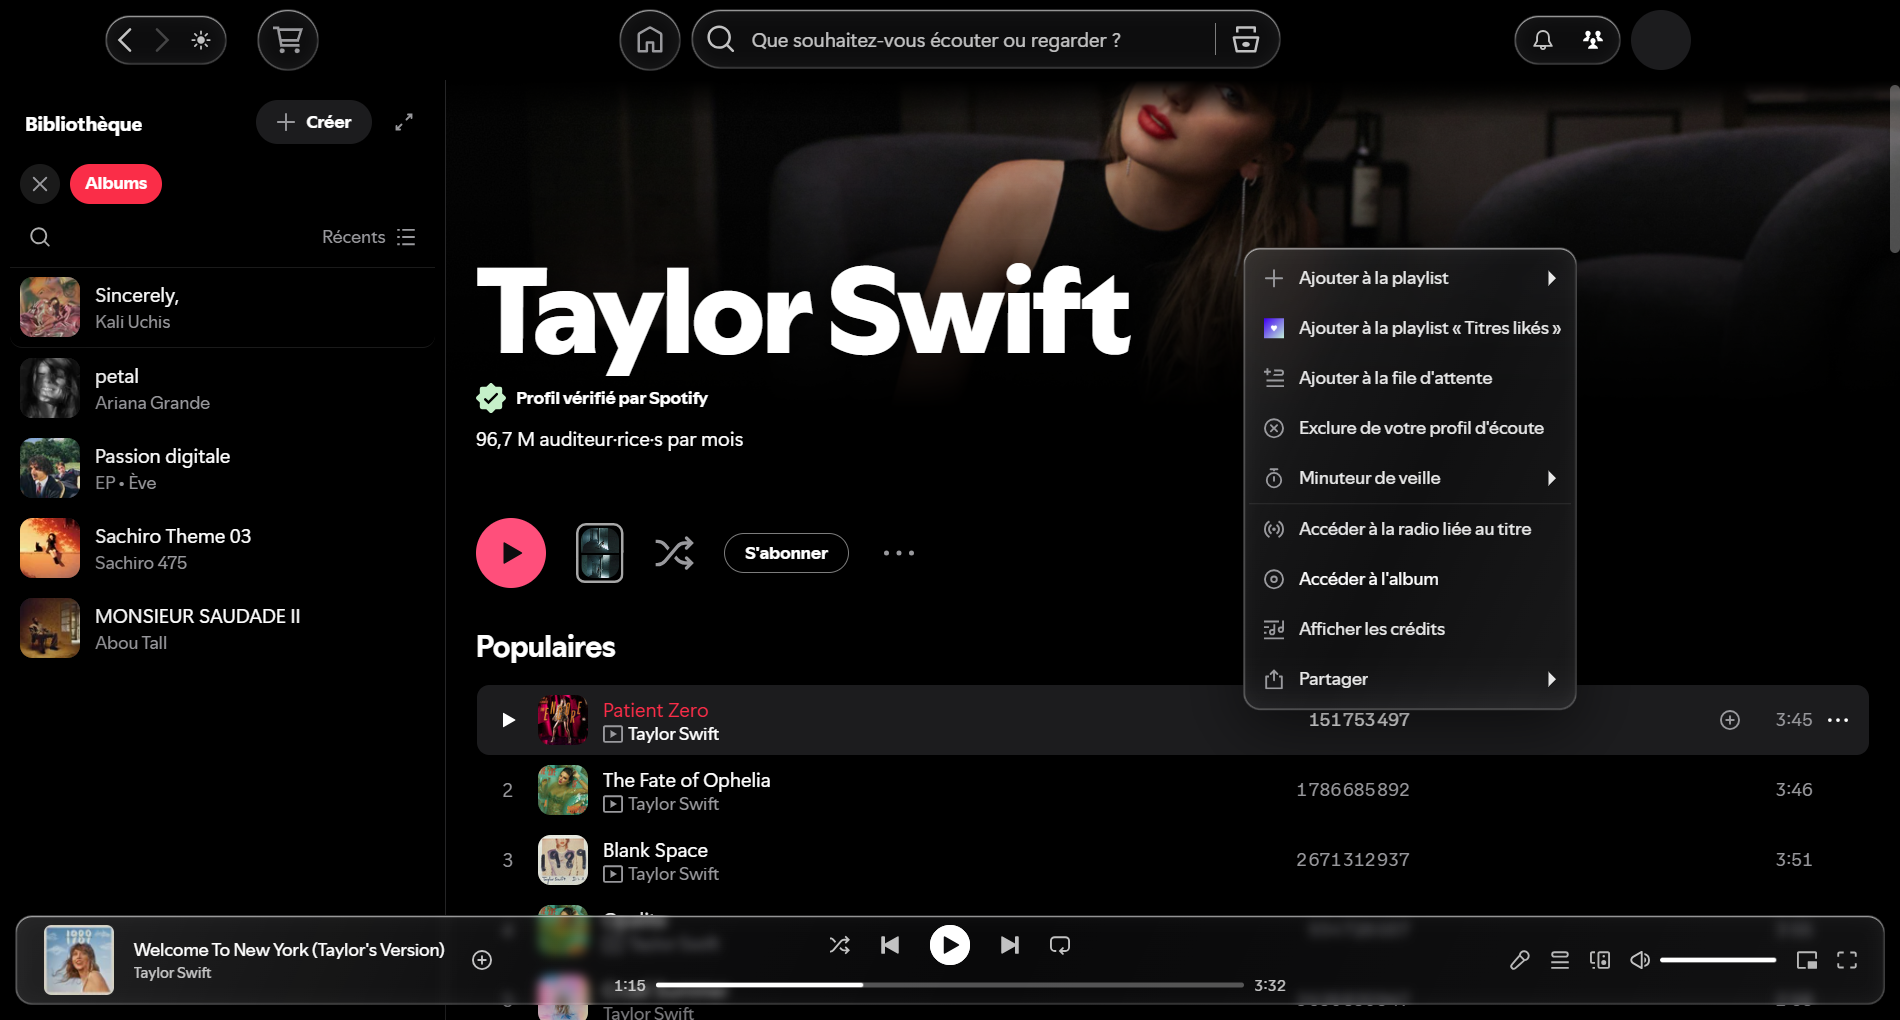 Que souhaitez-vous écouter ou regarder ?
Bibliothèque
Créer
Albums
Récents
Sincerely,
Kali Uchis
petal
Ariana Grande
Passion digitale
EP • Ève
Sachiro Theme 03
Sachiro 475
MONSIEUR SAUDADE II
Abou Tall
Taylor Swift
Profil vérifié par Spotify
96,7 M auditeur·rice·s par mois
S'abonner
Populaires
Patient Zero
Taylor Swift
151753497
3:45
2
The Fate of Ophelia
Taylor Swift
1786685892
3:46
3
Blank Space
Taylor Swift
2671312937
3:51
Taylor Swift
Ajouter à la playlist
Ajouter à la playlist « Titres likés »
Ajouter à la file d'attente
Exclure de votre profil d'écoute
Minuteur de veille
Accéder à la radio liée au titre
Accéder à l'album
Afficher les crédits
Partager
Welcome To New York (Taylor's Version)
Taylor Swift
1:15
3:32